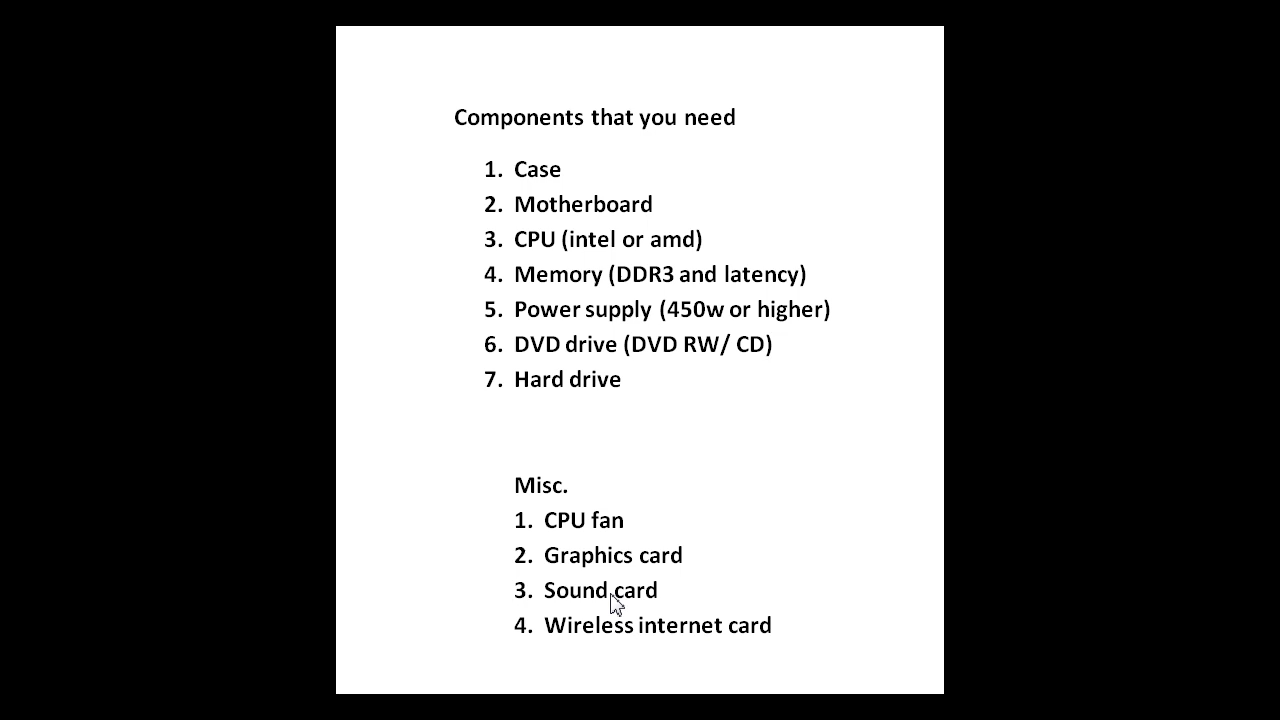 Components that you need
1. Case
2. Motherboard
3. CPU (intel or amd)
4. Memory (DDR3 and latency)
5. Power supply (450w or higher)
6. DVD drive (DVD RW/ CD)
7. Hard drive
Misc.
1. CPU fan
2. Graphics card
3. Sound card
4. Wireless internet card